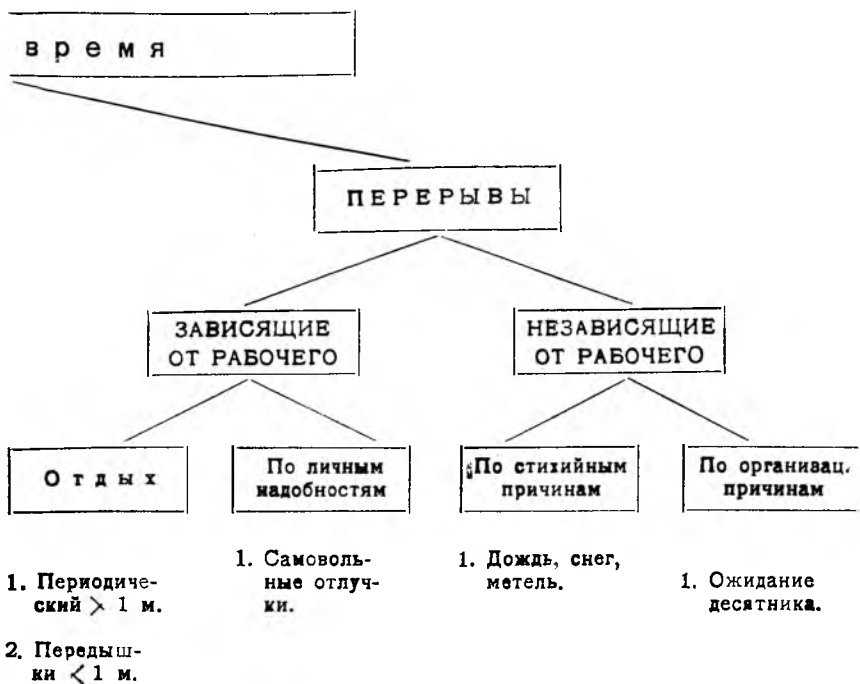 время
ПЕРЕРЫВЫ
ЗАВИСЯЩИЕ
ОТ РАБОЧЕГО
НЕЗАВИСЯЩИЕ
ОТ РАБОЧЕГО
Отдых
По личным
надобностям
По стихийным
причинам
По организац.
причинам
1. Периодиче-
ский > 1 м.
2. Передыш-
ки < 1 м.
1. Самоволь-
ные отлуч-
ки.
1. Дождь, снег,
метель.
1. Ожидание
десятника.